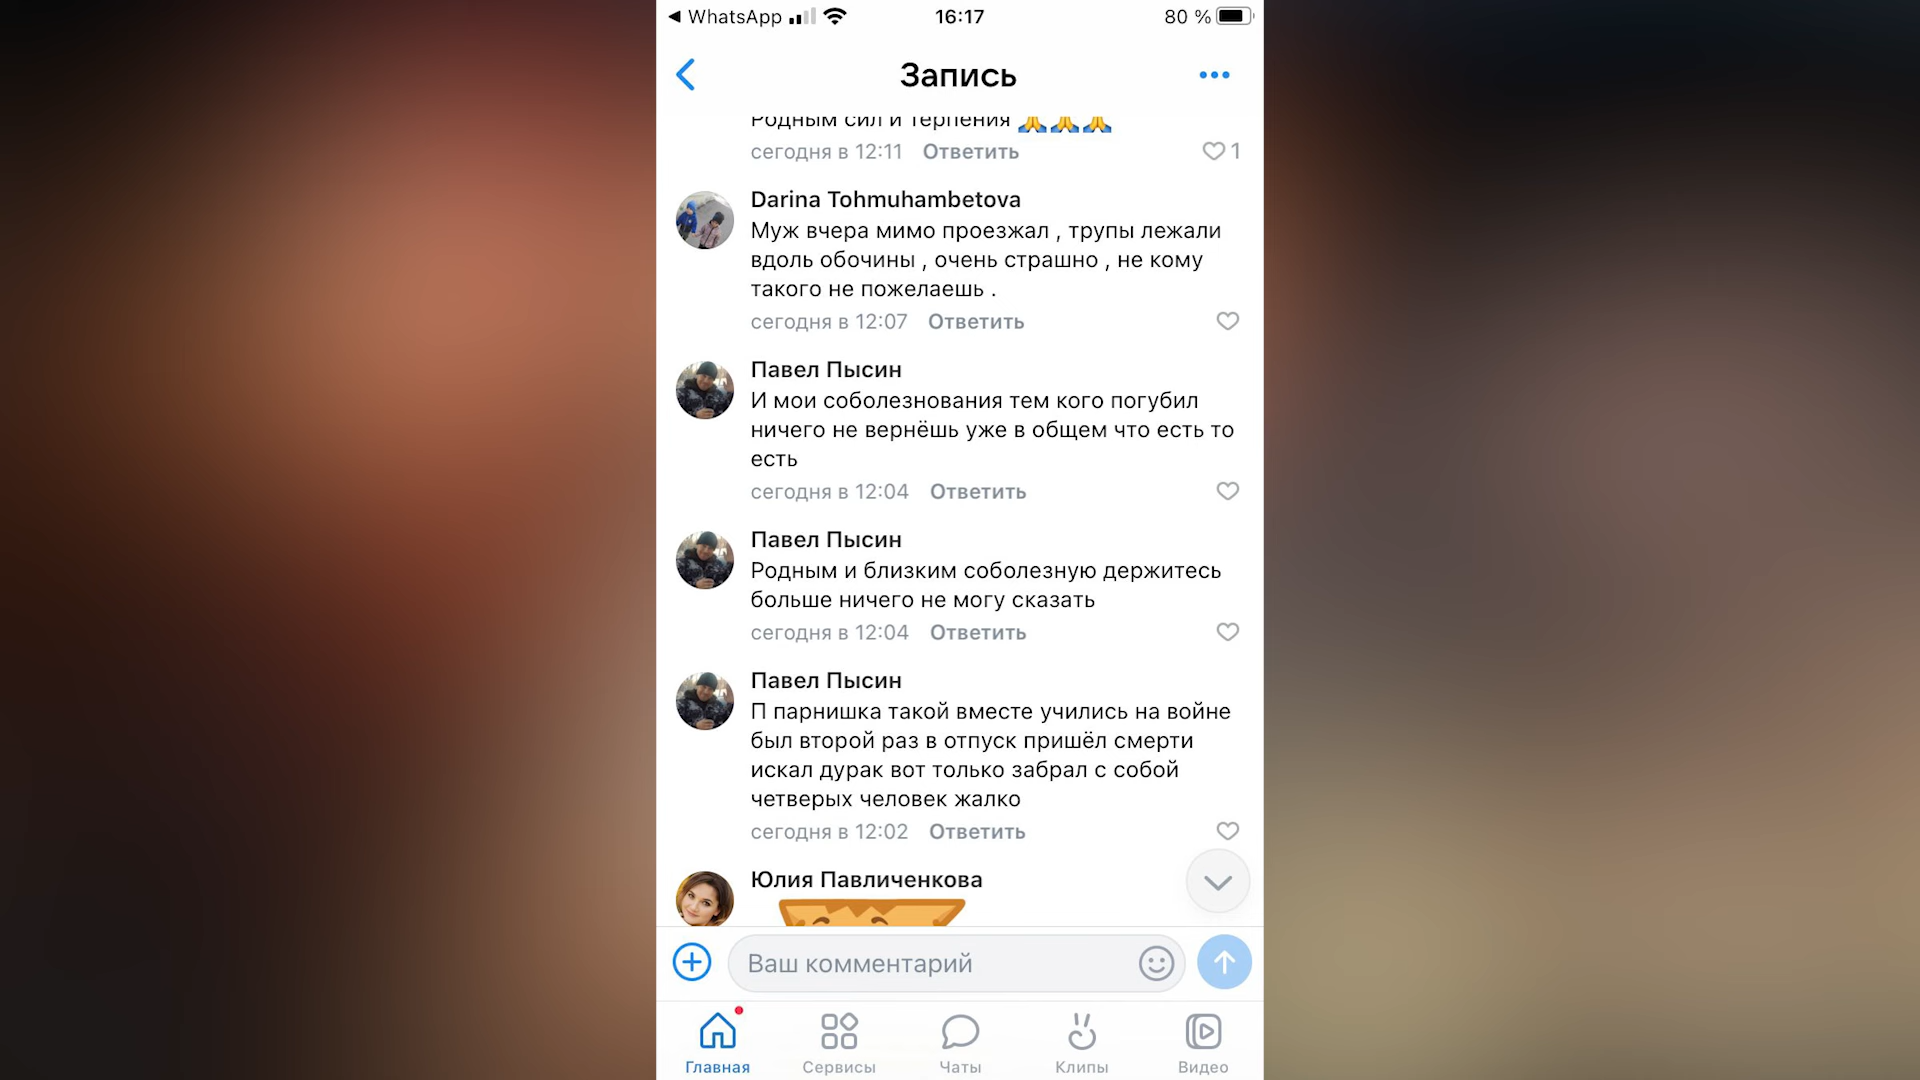 WhatsApp
16:17
80 %
Запись
Родным сил и терпения
сегодня в 12:11 Ответить 1
Darina Tohmuhambetova
Муж вчера мимо проезжал , трупы лежали
вдоль обочины , очень страшно , не кому
такого не пожелаешь .
сегодня в 12:07 Ответить
Павел Пысин
И мои соболезнования тем кого погубил
ничего не вернёшь уже в общем что есть то
есть
сегодня в 12:04 Ответить
Павел Пысин
Родным и близким соболезную держитесь
больше ничего не могу сказать
сегодня в 12:04 Ответить
Павел Пысин
П парнишка такой вместе учились на войне
был второй раз в отпуск пришёл смерти
искал дурак вот только забрал с собой
четверых человек жалко
сегодня в 12:02 Ответить
Юлия Павличенкова
Ваш комментарий
Главная Сервисы Чаты Клипы Видео